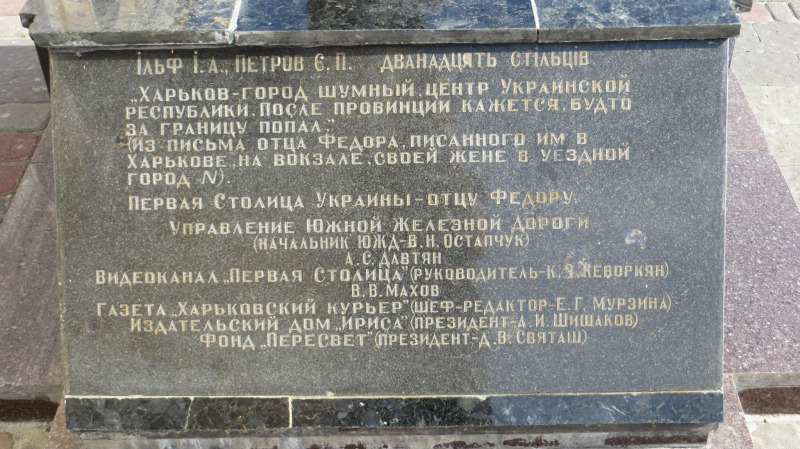 ІЛЬФ І.А., ПЕТРОВ Є.П. ДВАНАДЦЯТЬ СТІЛЬЦІВ
„ХАРЬКОВ-ГОРОД ШУМНЫЙ, ЦЕНТР УКРАИНСКОЙ
РЕСПУБЛИКИ. ПОСЛЕ ПРОВИНЦИИ КАЖЕТСЯ, БУДТО
ЗА ГРАНИЦУ ПОПАЛ."
(ИЗ ПИСЬМА ОТЦА ФЕДОРА, ПИСАННОГО ИМ В
ХАРЬКОВЕ, НА ВОКЗАЛЕ, СВОЕЙ ЖЕНЕ В УЕЗДНОЙ
ГОРОД N).
ПЕРВАЯ СТОЛИЦА УКРАИНЫ-ОТЦУ ФЕДОРУ.
УПРАВЛЕНИЕ ЮЖНОЙ ЖЕЛЕЗНОЙ ДОРОГИ
(НАЧАЛЬНИК ЮЖД-В.Н. ОСТАПЧУК)
А.С. ДАВТЯН
ВИДЕОКАНАЛ „ПЕРВАЯ СТОЛИЦА" (РУКОВОДИТЕЛЬ-К.Э. КЕВОРКЯН)
В.В. МАХОВ
ГАЗЕТА „ХАРЬКОВСКИЙ КУРЬЕР" (ШЕФ-РЕДАКТОР-Е.Г. МУРЗИНА)
ИЗДАТЕЛЬСКИЙ ДОМ „ИРИСА" (ПРЕЗИДЕНТ-А.И. ШИШАКОВ)
ФОНД „ПЕРЕСВЕТ" (ПРЕЗИДЕНТ-Д.В. СВЯТАШ)